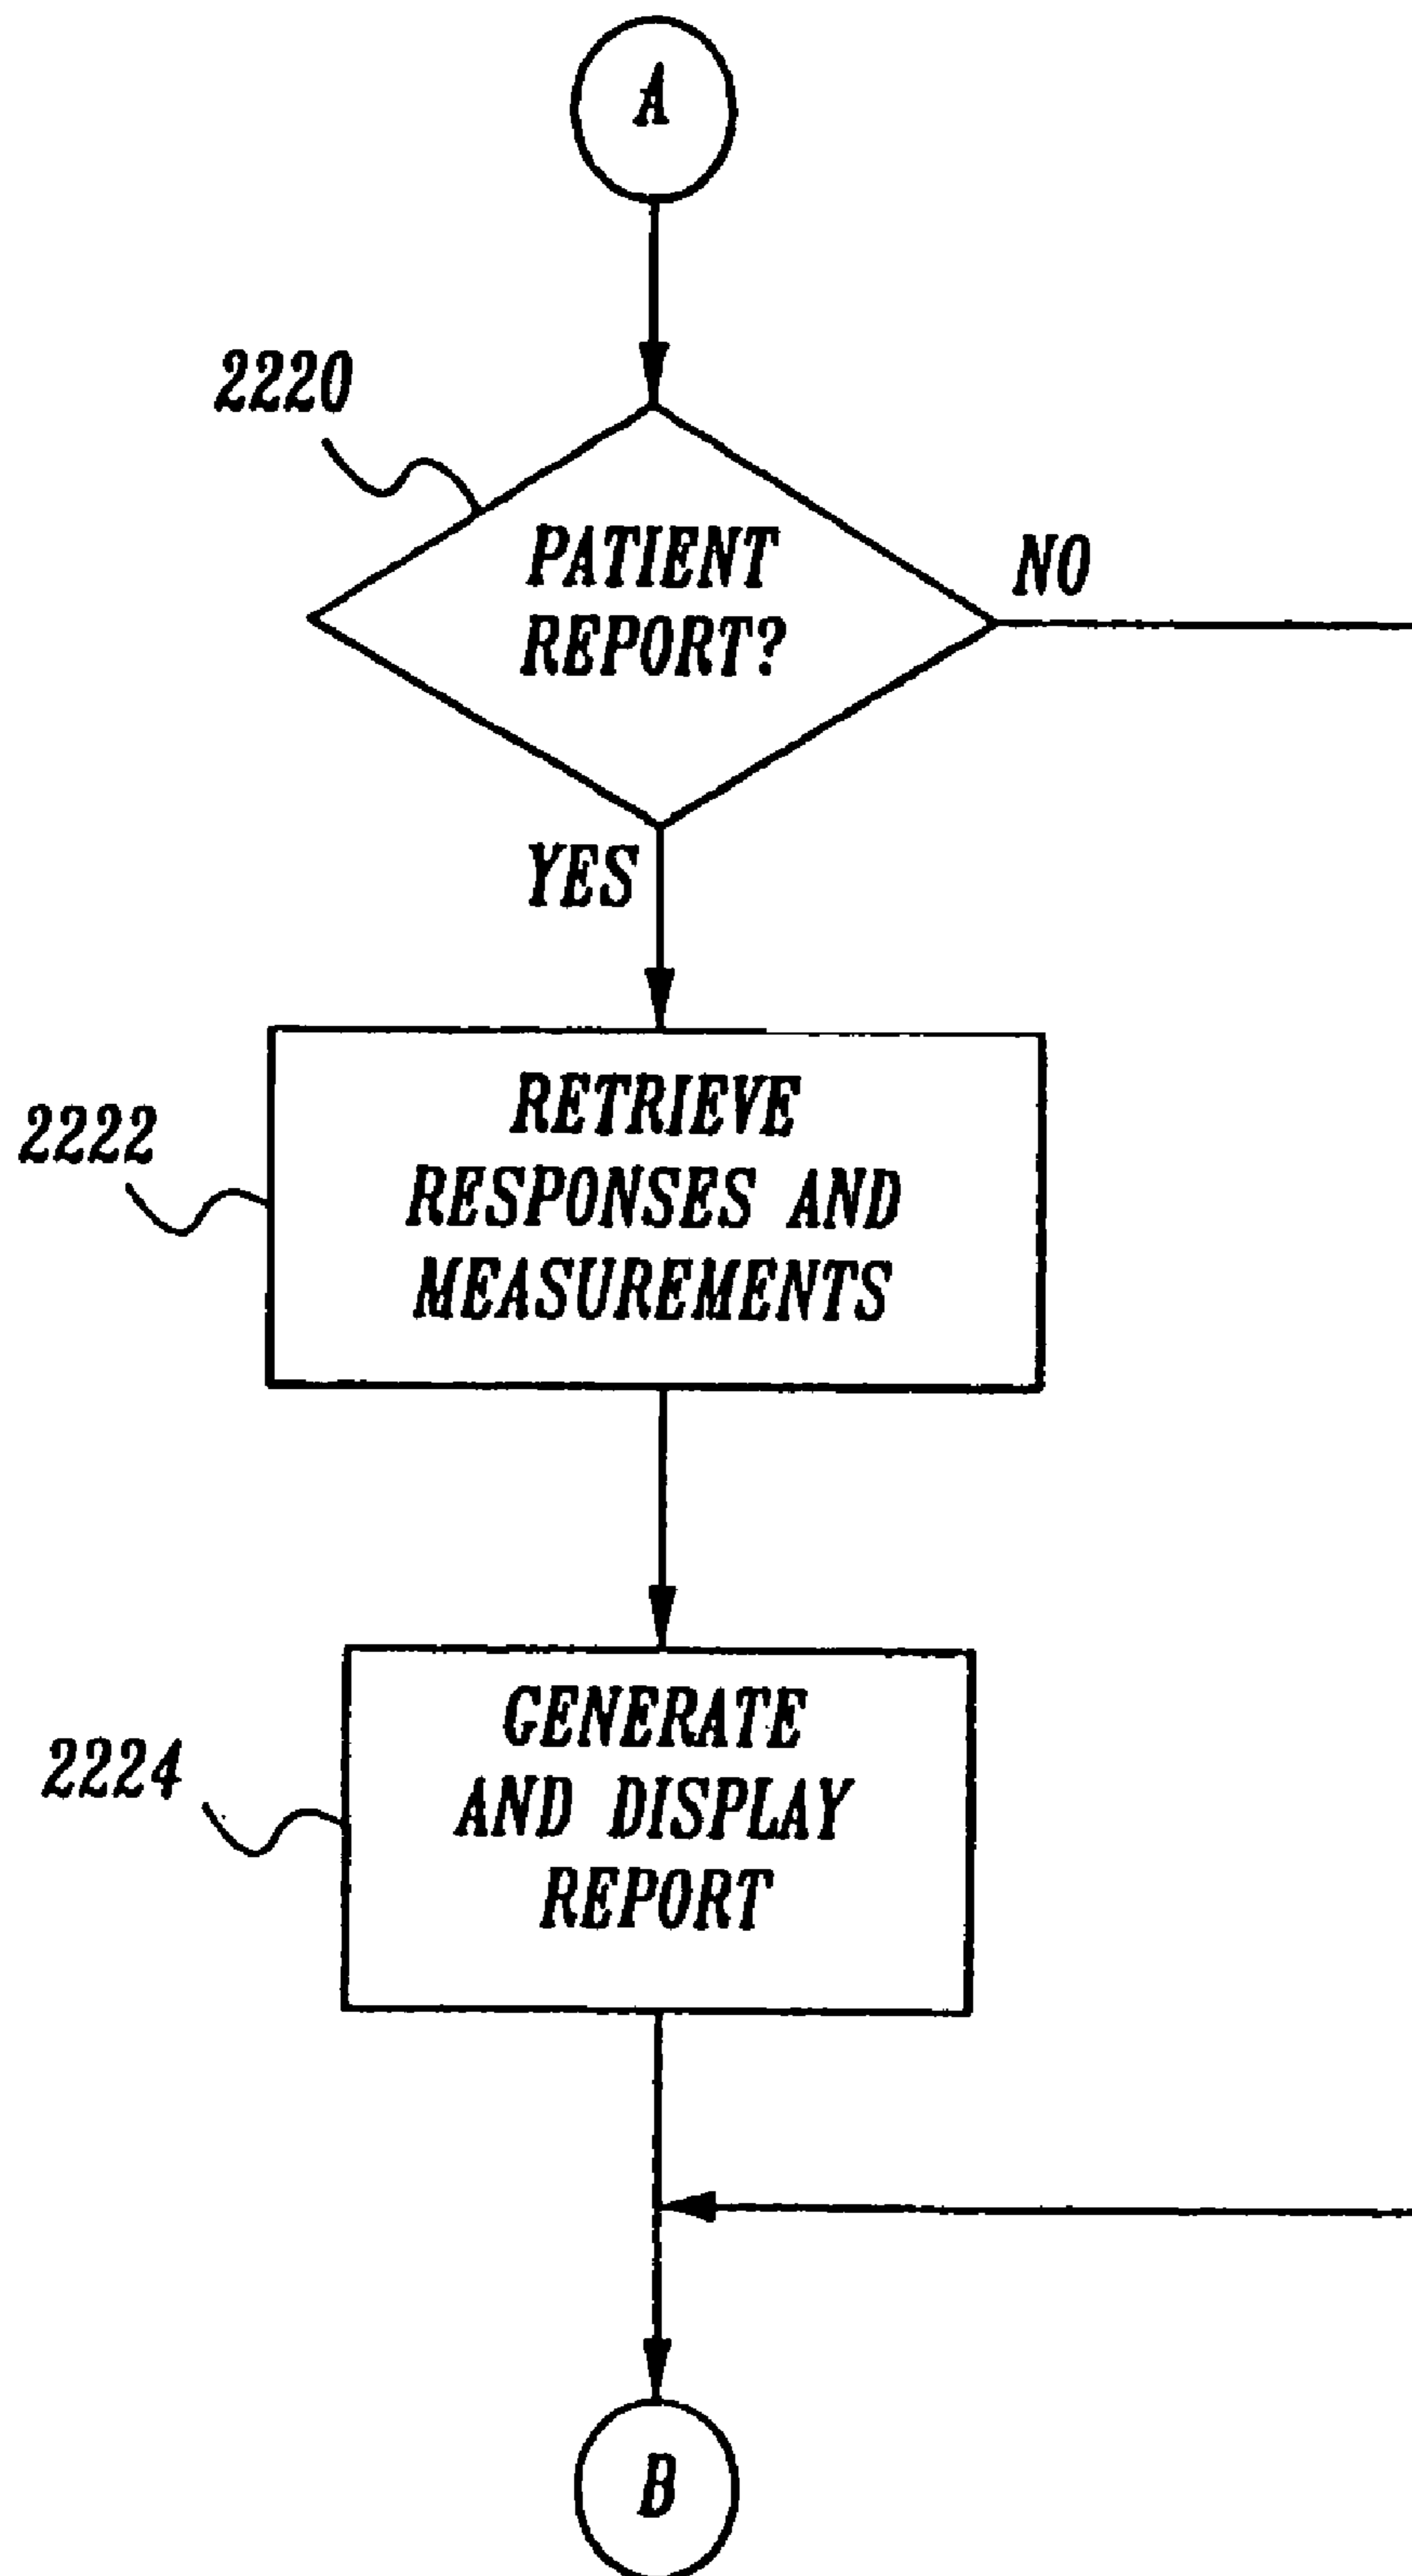 A
2220
PATIENT
REPORT?
NO
YES
2222
RETRIEVE
RESPONSES AND
MEASUREMENTS
2224
GENERATE
AND DISPLAY
REPORT
B